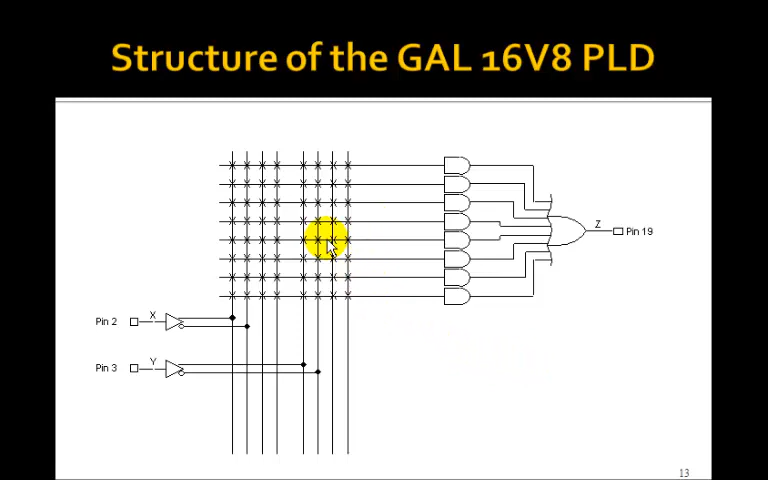 Structure of the GAL 16V8 PLD
Z
Pin 19
X
Pin 2
Y
Pin 3
13